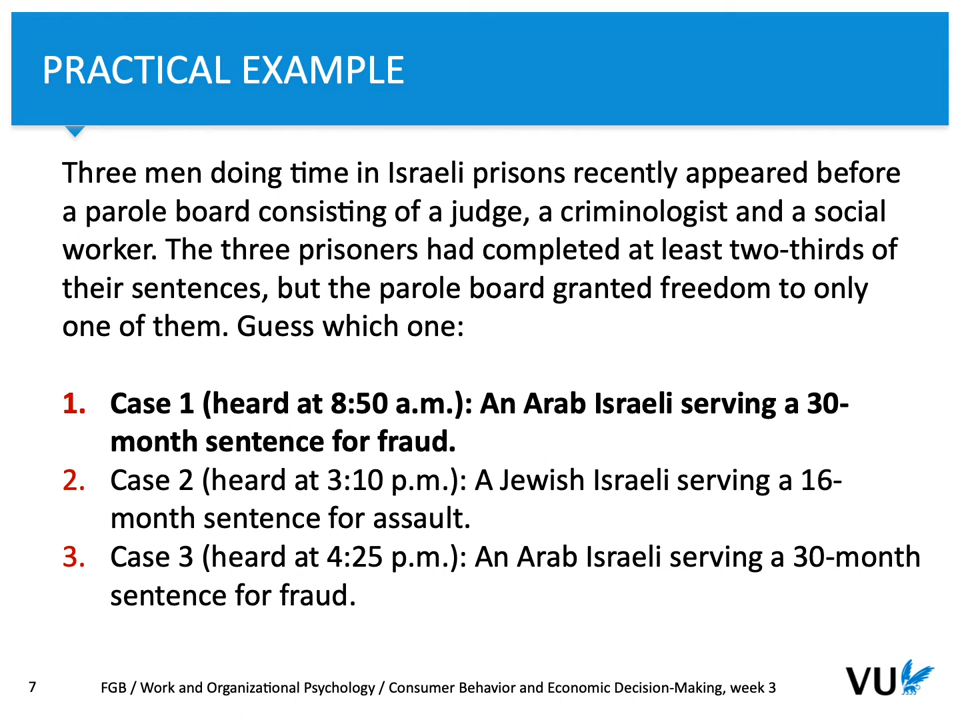 PRACTICAL EXAMPLE
Three men doing time in Israeli prisons recently appeared before
a parole board consisting of a judge, a criminologist and a social
worker. The three prisoners had completed at least two-thirds of
their sentences, but the parole board granted freedom to only
one of them. Guess which one:
1. Case 1 (heard at 8:50 a.m.): An Arab Israeli serving a 30-
month sentence for fraud.
2. Case 2 (heard at 3:10 p.m.): A Jewish Israeli serving a 16-
month sentence for assault.
3. Case 3 (heard at 4:25 p.m.): An Arab Israeli serving a 30-month
sentence for fraud.
7 FGB / Work and Organizational Psychology / Consumer Behavior and Economic Decision-Making, week 3
VU